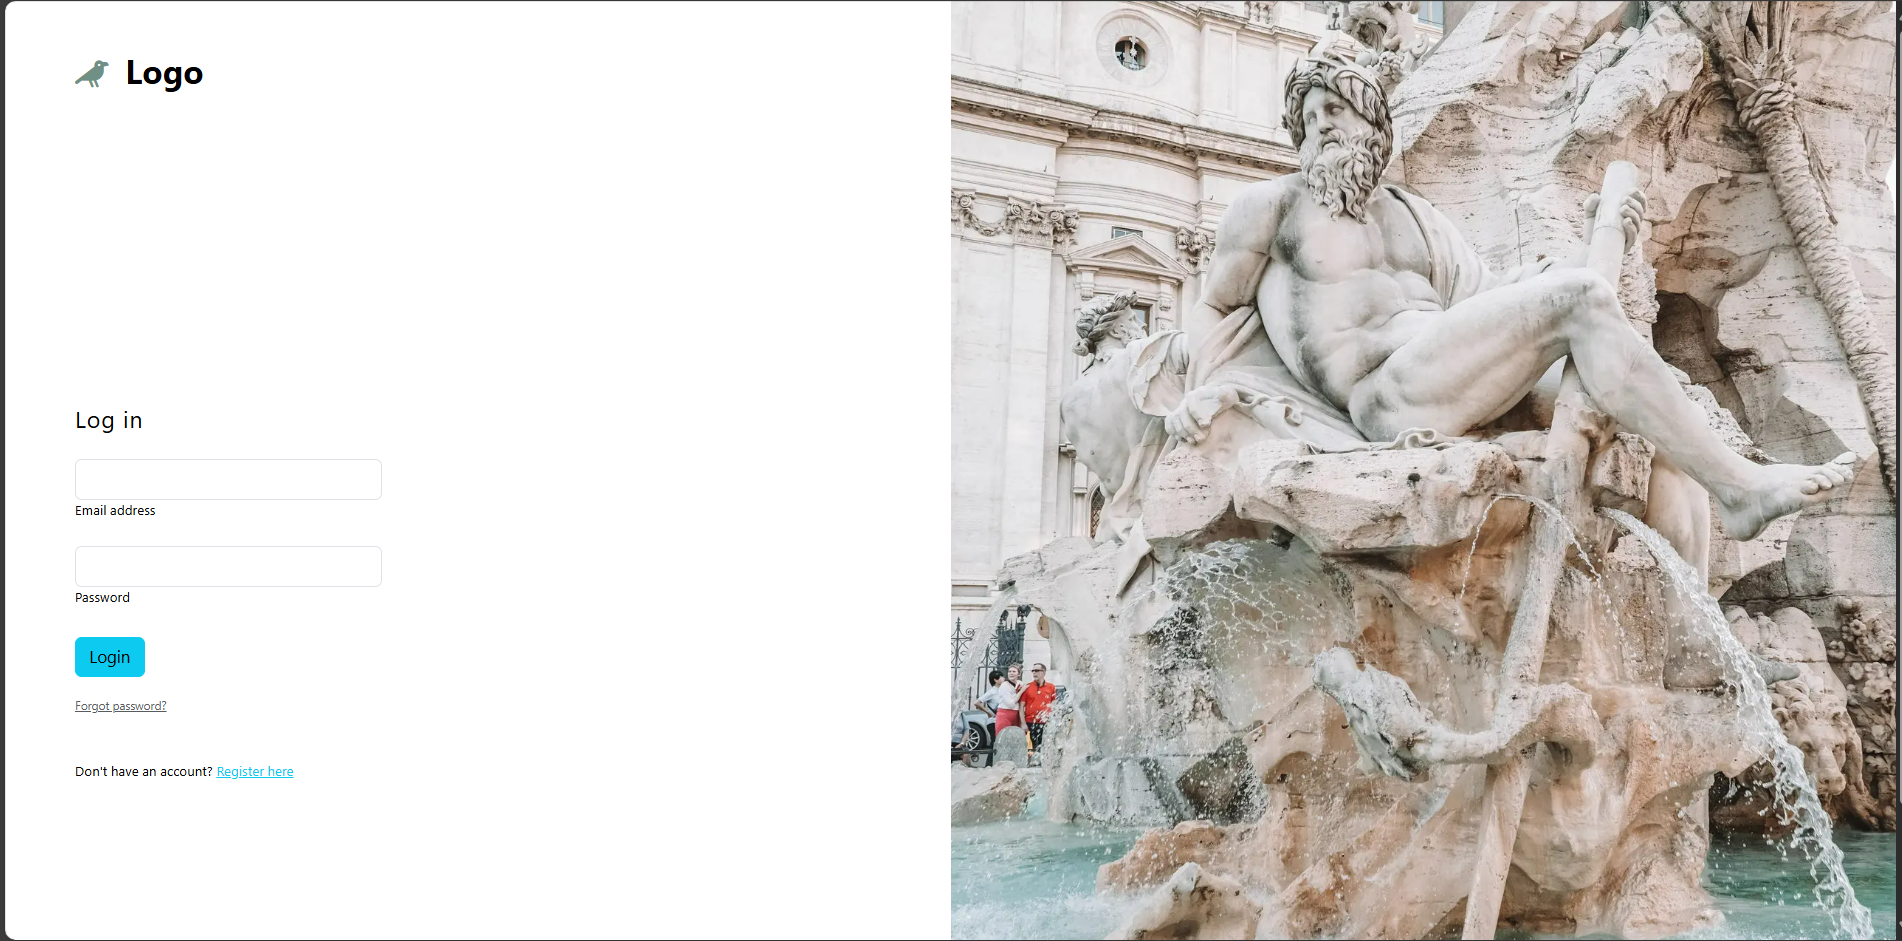 Logo
Log in
Email address
Password
Login
Forgot password?
Don't have an account? Register here